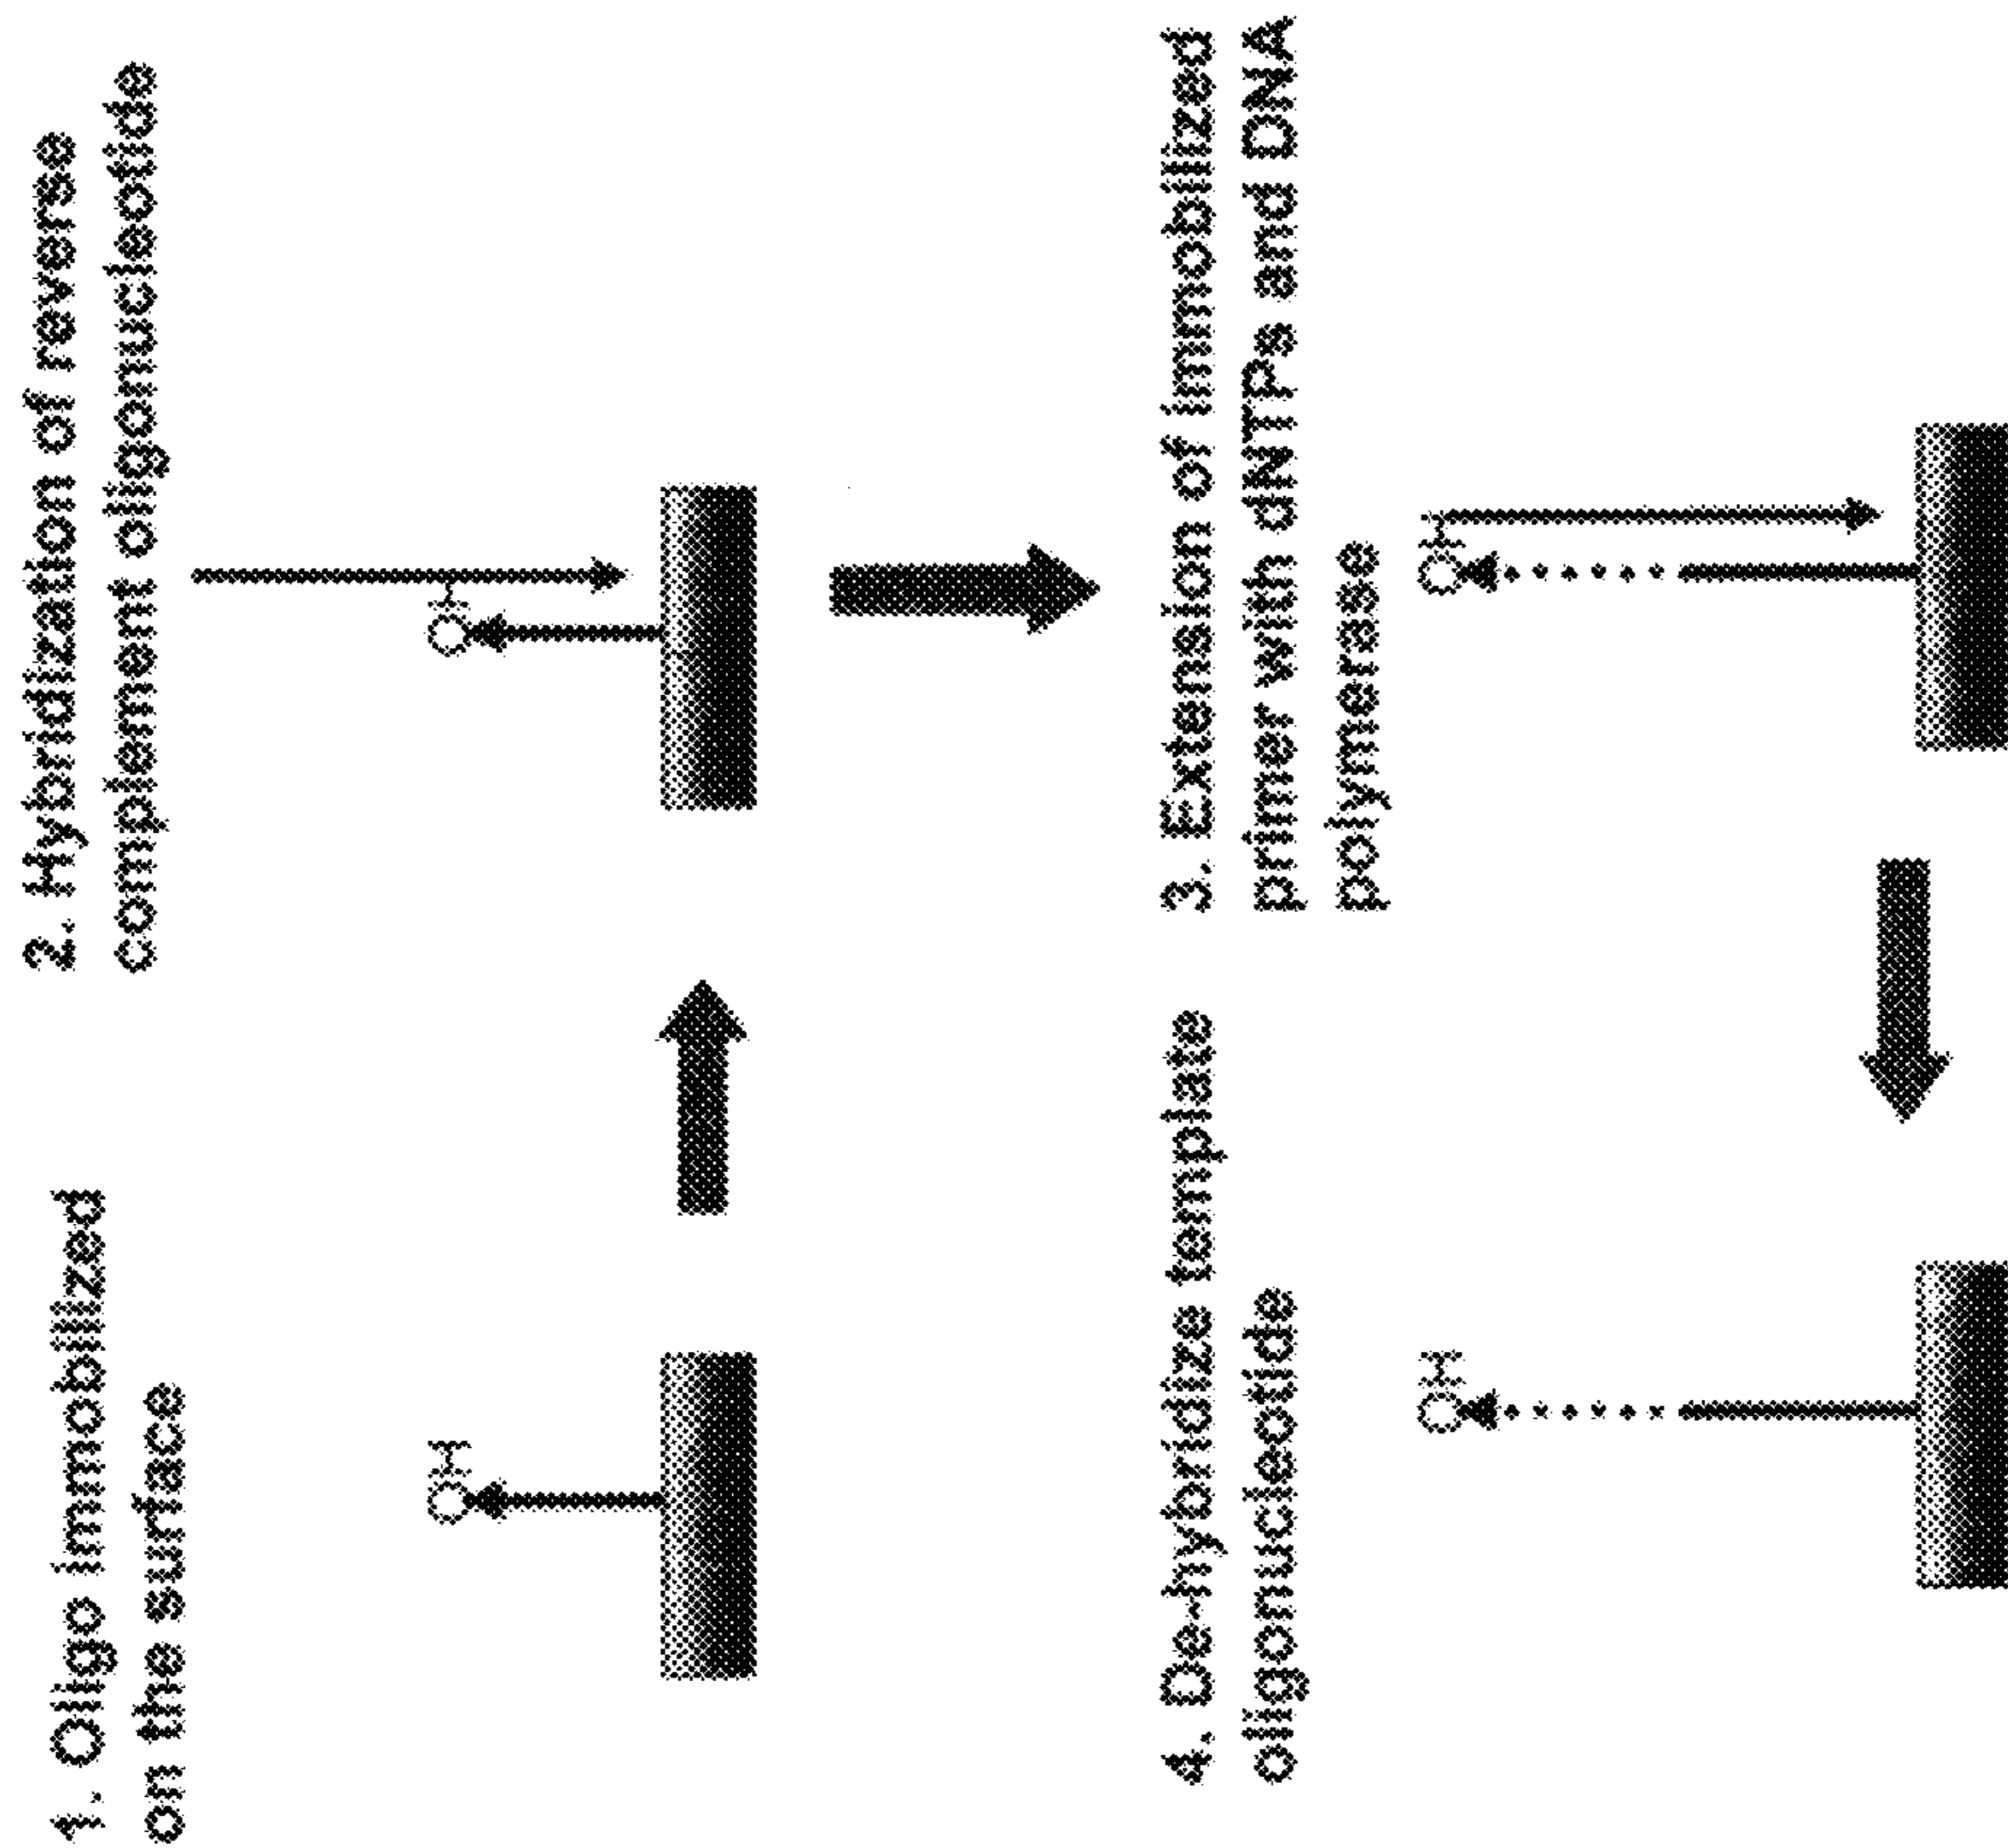 1. Oligo immobilized
on the surface
OH
2. Hybridization of reverse
complement oligonucleotide
OH
3. Extension of immobilized
primer with dNTPs and DNA
polymerase
OH
4. De-hybridize template
oligonucleotide
OH